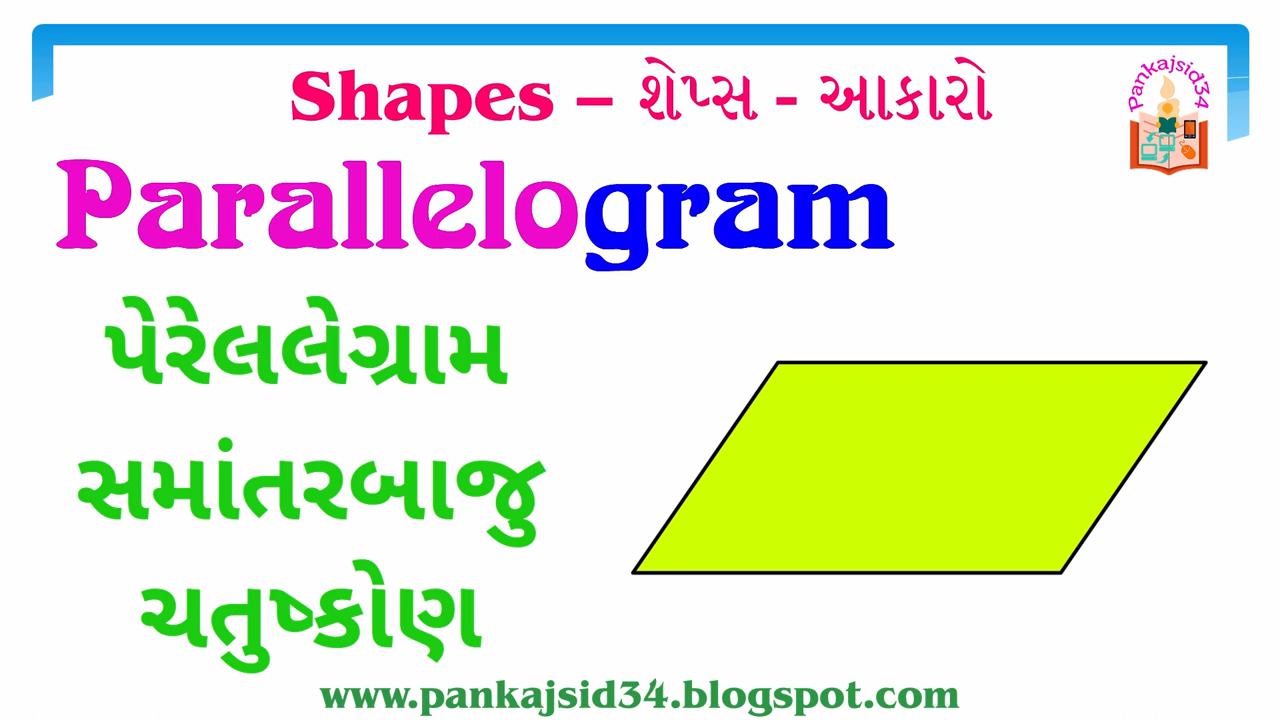 Shapes – શેપ્સ - આકારો
Pankajsid34
Parallelogram
પેરેલલેગ્રામ
સમાંતરબાજુ
ચતુષ્કોણ
www.pankajsid34.blogspot.com